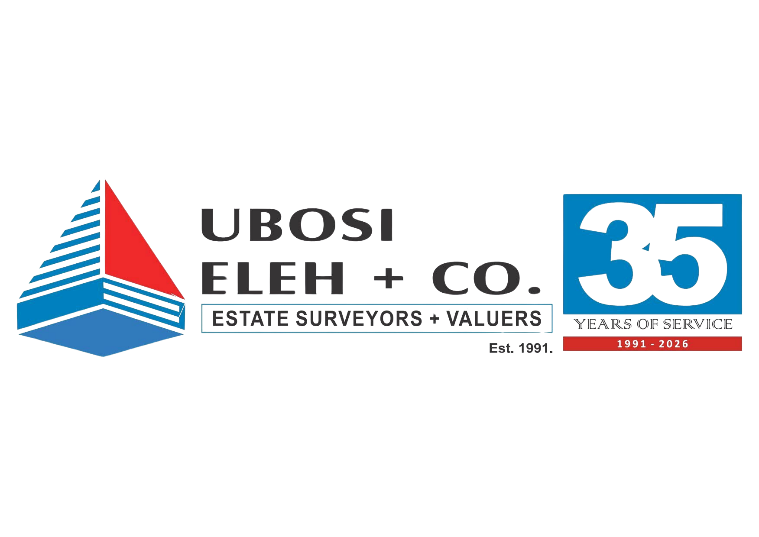 UBOSI
ELEH + CO.
ESTATE SURVEYORS + VALUERS
Est. 1991.
35
YEARS OF SERVICE
1991 - 2026